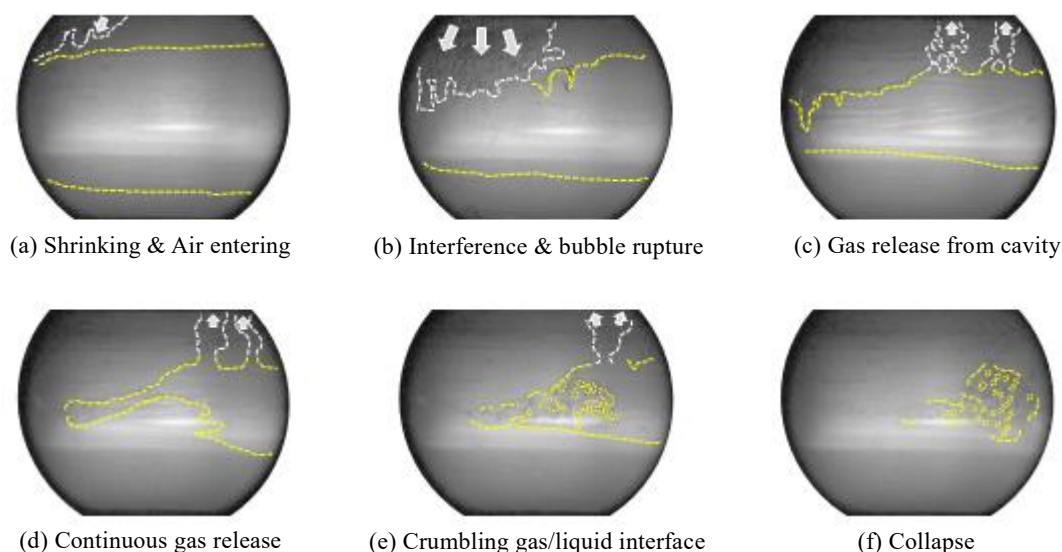 (a) Shrinking & Air entering
(b) Interference & bubble rupture
(c) Gas release from cavity
(d) Continuous gas release
(e) Crumbling gas/liquid interface
(f) Collapse